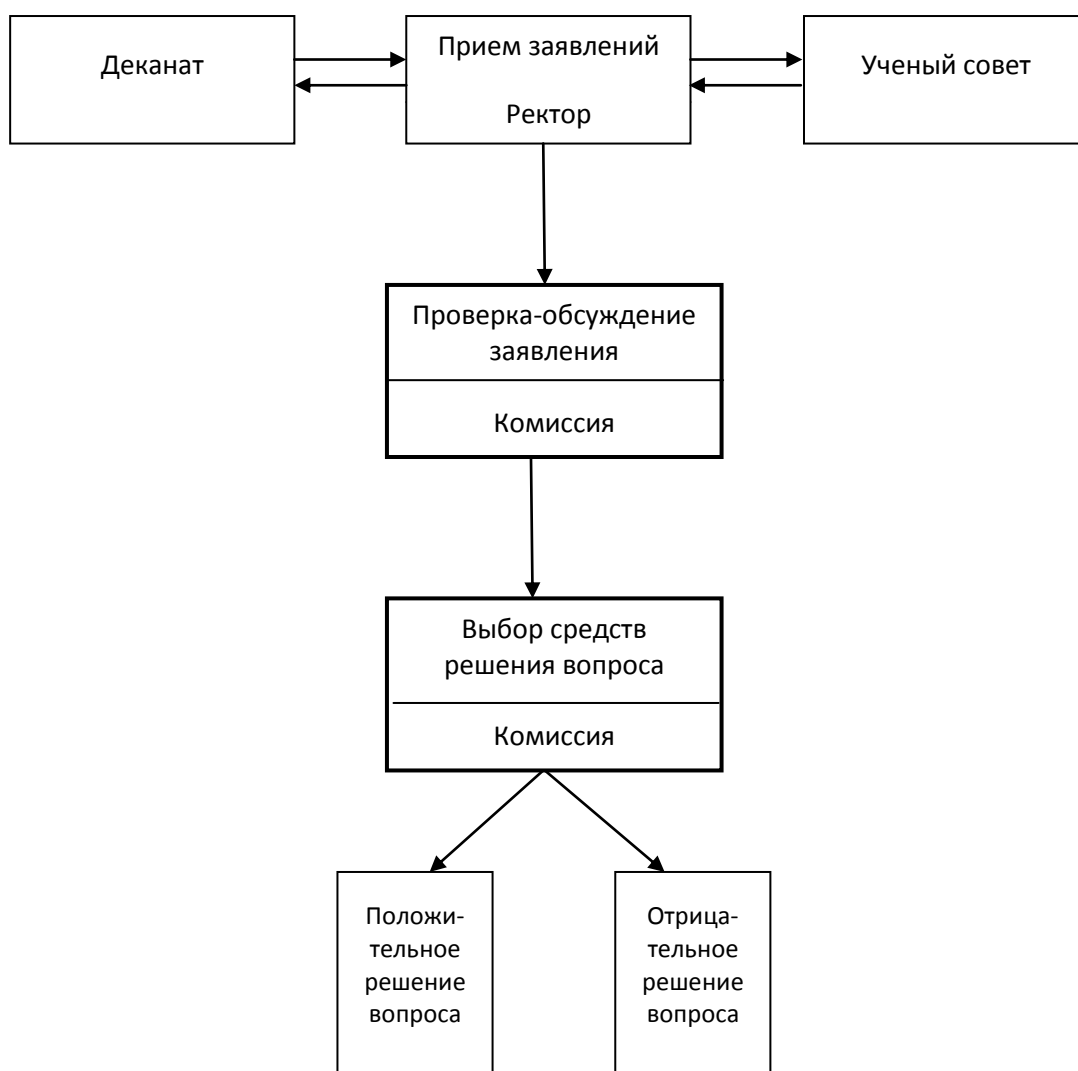 Деканат
Прием заявлений
Ректор
Ученый совет
Проверка-обсуждение
заявления
Комиссия
Выбор средств
решения вопроса
Комиссия
Положи-
тельное
решение
вопроса
Отрица-
тельное
решение
вопроса